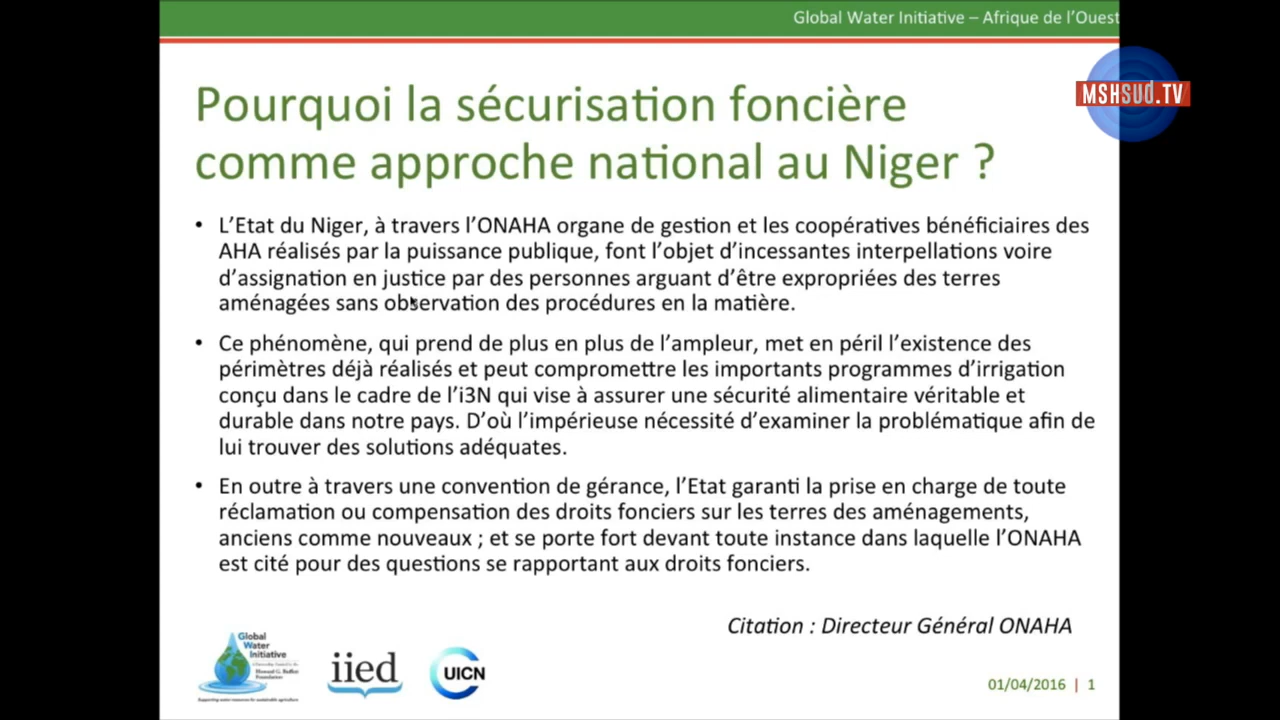 Global Water Initiative – Afrique de l'Ouest
MSHSUD.TV
Pourquoi la sécurisation foncière
comme approche national au Niger ?
• L'Etat du Niger, à travers l'ONAHA organe de gestion et les coopératives bénéficiaires des
AHA réalisés par la puissance publique, font l'objet d'incessantes interpellations voire
d'assignation en justice par des personnes arguant d'être expropriées des terres
aménagées sans observation des procédures en la matière.
• Ce phénomène, qui prend de plus en plus de l'ampleur, met en péril l'existence des
périmètres déjà réalisés et peut compromettre les importants programmes d'irrigation
conçu dans le cadre de l'i3N qui vise à assurer une sécurité alimentaire véritable et
durable dans notre pays. D'où l'impérieuse nécessité d'examiner la problématique afin de
lui trouver des solutions adéquates.
• En outre à travers une convention de gérance, l'Etat garanti la prise en charge de toute
réclamation ou compensation des droits fonciers sur les terres des aménagements,
anciens comme nouveaux ; et se porte fort devant toute instance dans laquelle l'ONAHA
est cité pour des questions se rapportant aux droits fonciers.
Citation : Directeur Général ONAHA
Global
Water
Initiative
Howard G. Buffett
Foundation
Supporting water resources for sustainable agriculture
iied
UICN
01/04/2016 | 1